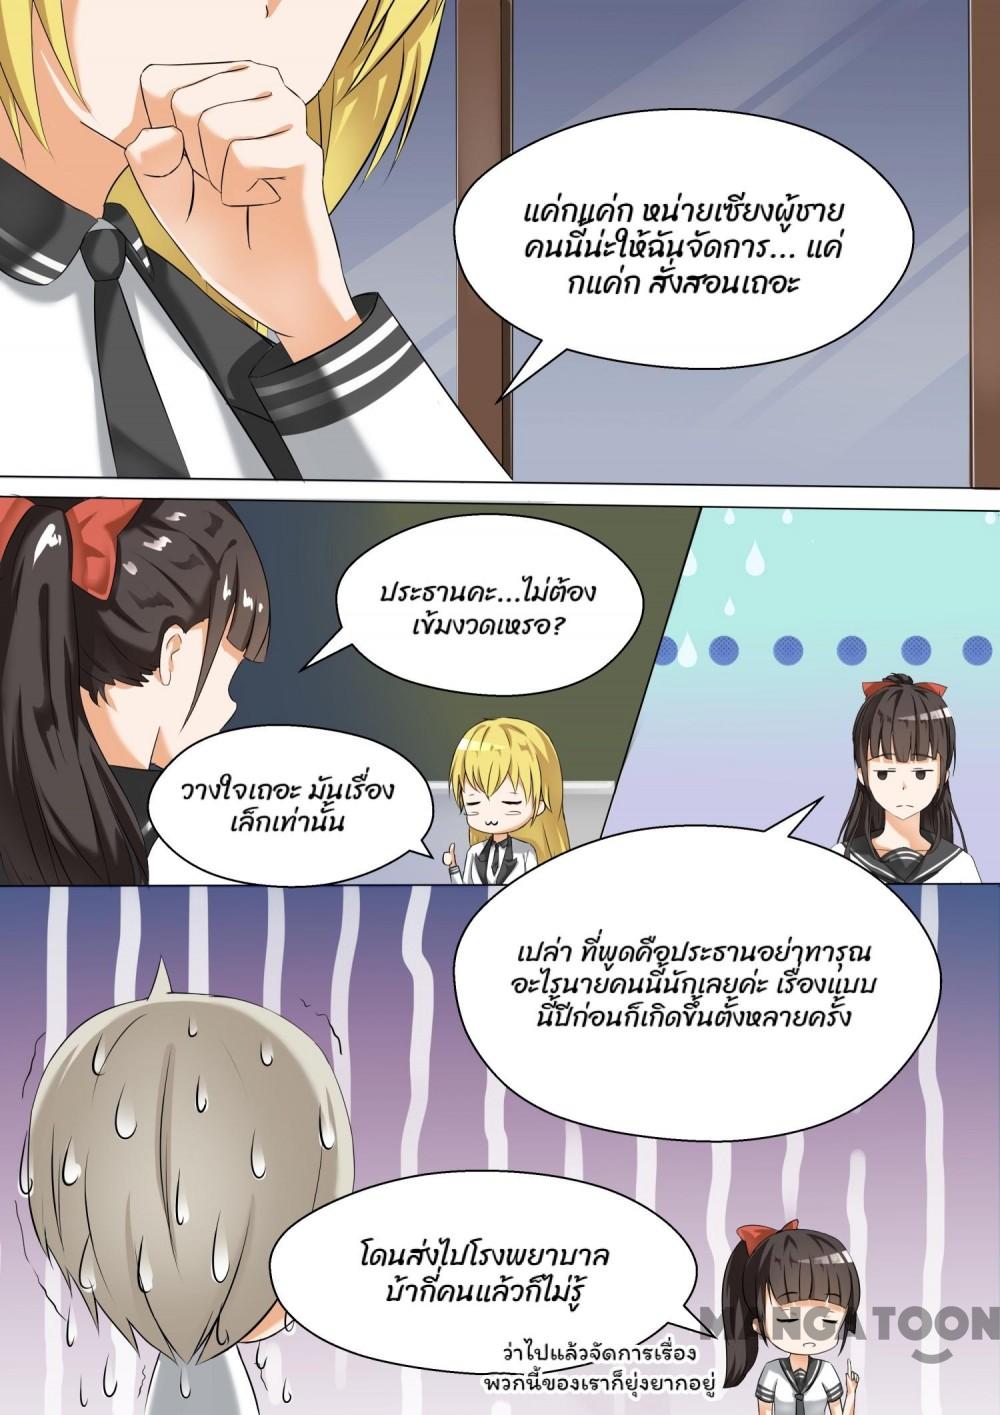 แค่กแค่ก หน่ายเซียงผู้ชาย
คนนี้น่ะให้ฉันจัดการ... แค่
กแค่ก สั่งสอนเถอะ
ประธานคะ...ไม่ต้อง
เข้มงวดเหรอ?
วางใจเถอะ มันเรื่อง
เล็กเท่านั้น
เปล่า ที่พูดคือประธานอย่าทารุณ
อะไรนายคนนี้นักเลยค่ะ เรื่องแบบ
นี้ปีก่อนก็เกิดขึ้นตั้งหลายครั้ง
โดนส่งไปโรงพยาบาล
บ้ากี่คนแล้วก็ไม่รู้
ว่าไปแล้วจัดการเรื่อง
พวกนี้ของเราก็ยุ่งยากอยู่
MANGATOON